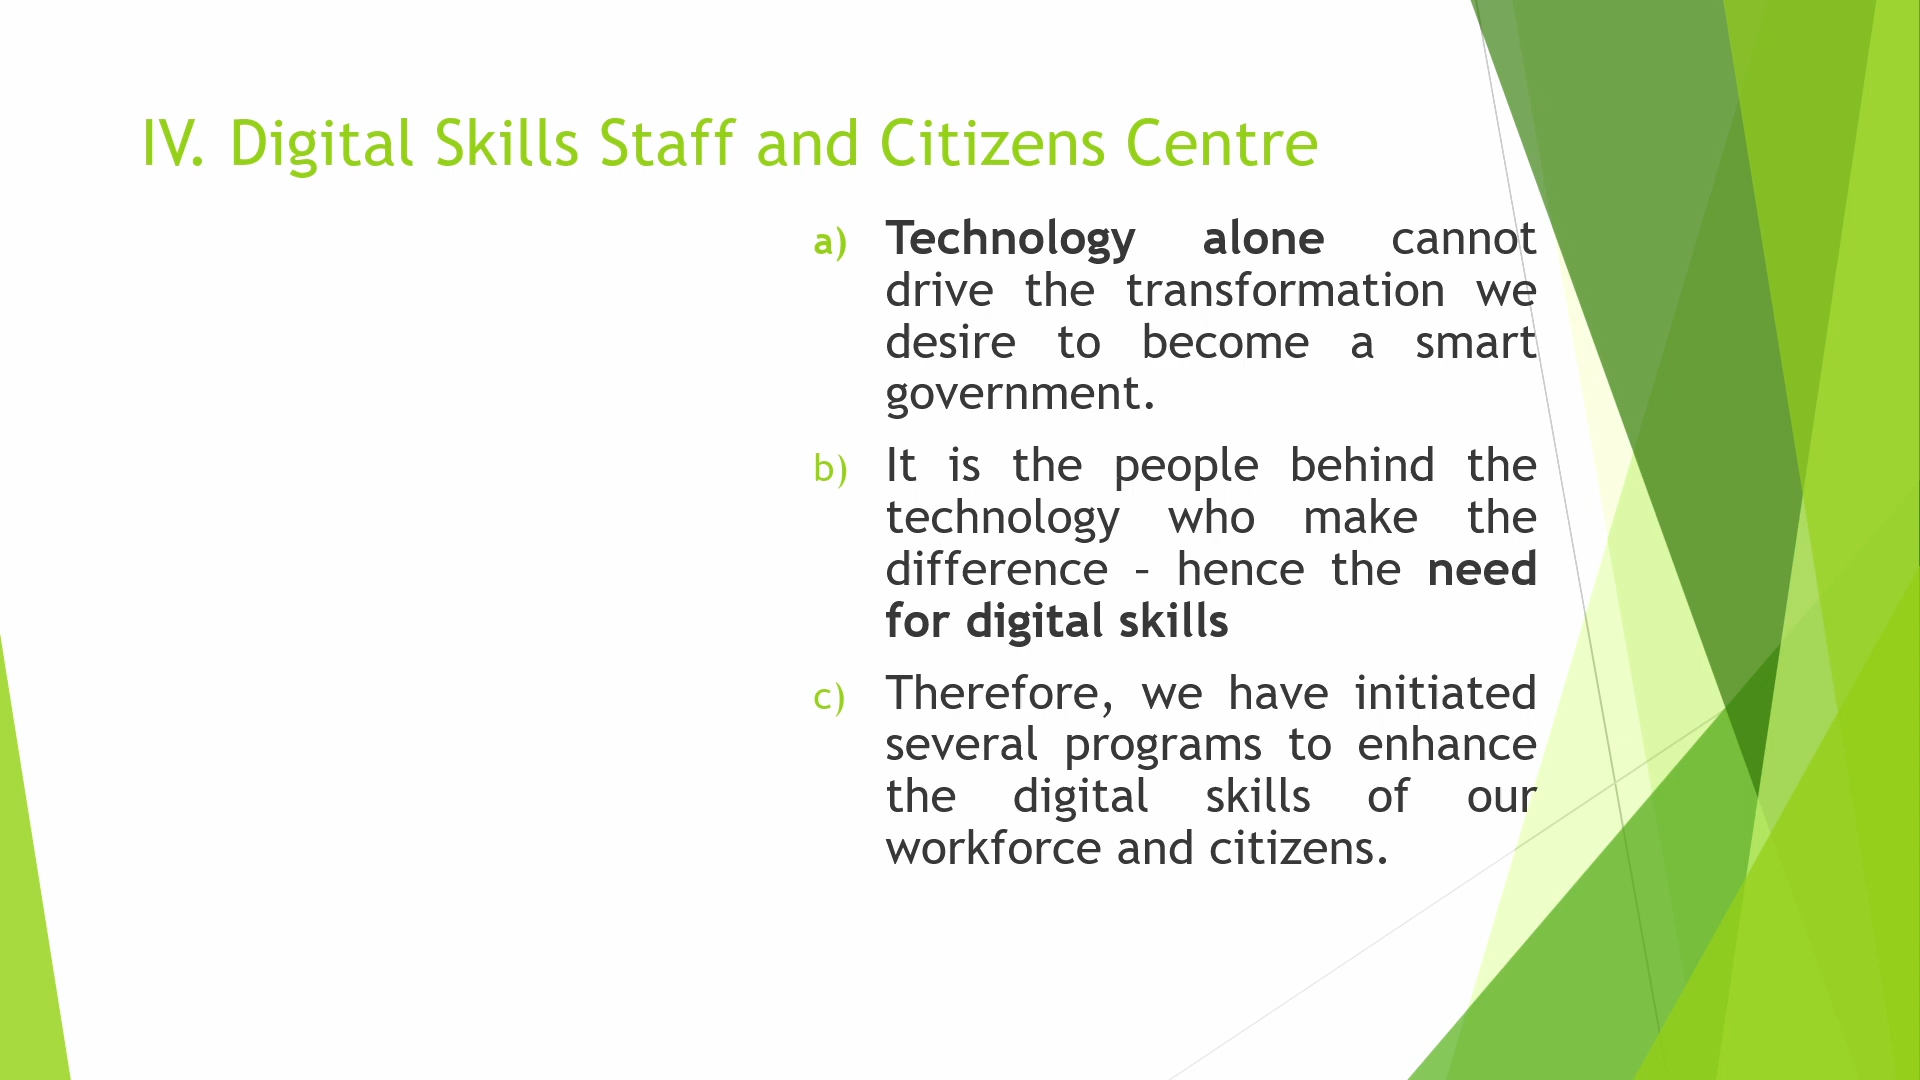 IV. Digital Skills Staff and Citizens Centre
a) Technology alone cannot
drive the transformation we
desire to become a smart
government.
b) It is the people behind the
technology who make the
difference – hence the need
for digital skills
c) Therefore, we have initiated
several programs to enhance
the digital skills of our
workforce and citizens.